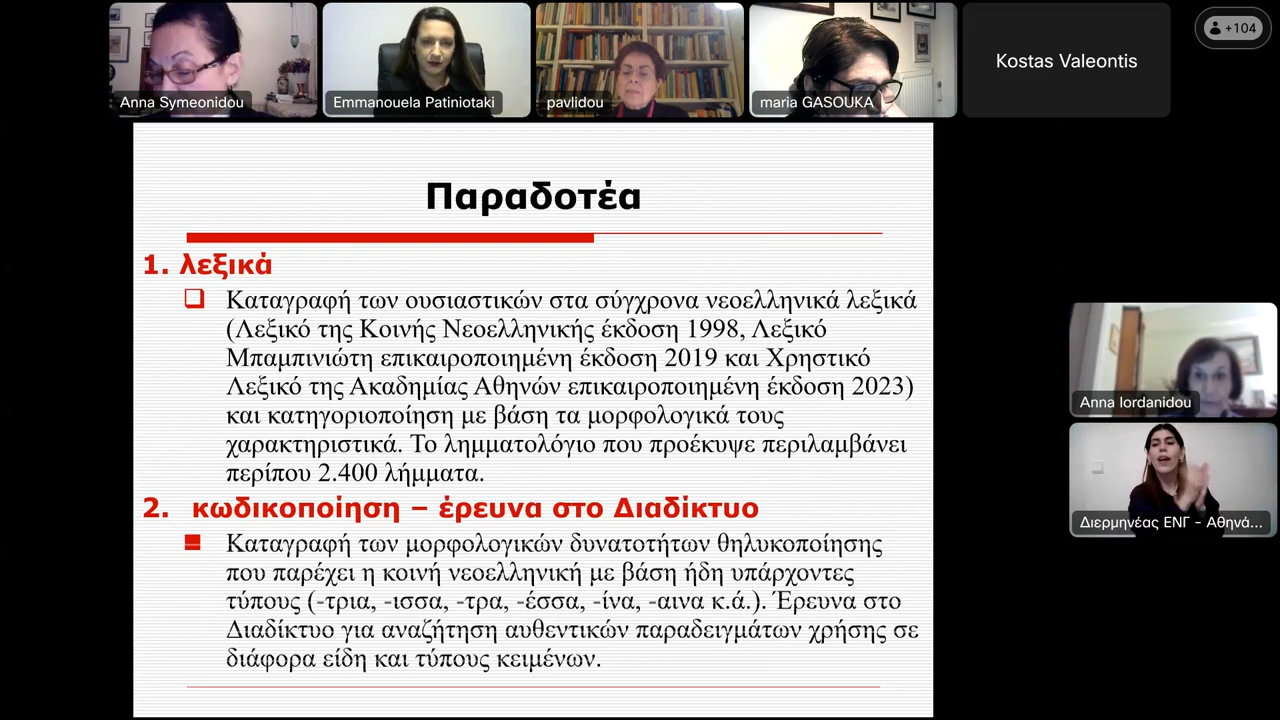 Anna Symeonidou
Emmanouela Patiniotaki
pavlidou
maria GASOUKA
Kostas Valeontis
+104
Παραδοτέα
1. λεξικά
Καταγραφή των ουσιαστικών στα σύγχρονα νεοελληνικά λεξικά
(Λεξικό της Κοινής Νεοελληνικής έκδοση 1998, Λεξικό
Μπαμπινιώτη επικαιροποιημένη έκδοση 2019 και Χρηστικό
Λεξικό της Ακαδημίας Αθηνών επικαιροποιημένη έκδοση 2023)
και κατηγοριοποίηση με βάση τα μορφολογικά τους
χαρακτηριστικά. Το λημματολόγιο που προέκυψε περιλαμβάνει
περίπου 2.400 λήμματα.
2. κωδικοποίηση – έρευνα στο Διαδίκτυο
Καταγραφή των μορφολογικών δυνατοτήτων θηλυκοποίησης
που παρέχει η κοινή νεοελληνική με βάση ήδη υπάρχοντες
τύπους (-τρια, -ισσα, -τρα, -έσσα, -ίνα, -αινα κ.ά.). Έρευνα στο
Διαδίκτυο για αναζήτηση αυθεντικών παραδειγμάτων χρήσης σε
διάφορα είδη και τύπους κειμένων.
Anna Iordanidou
Διερμηνέας ΕΝΓ - Αθηνά...